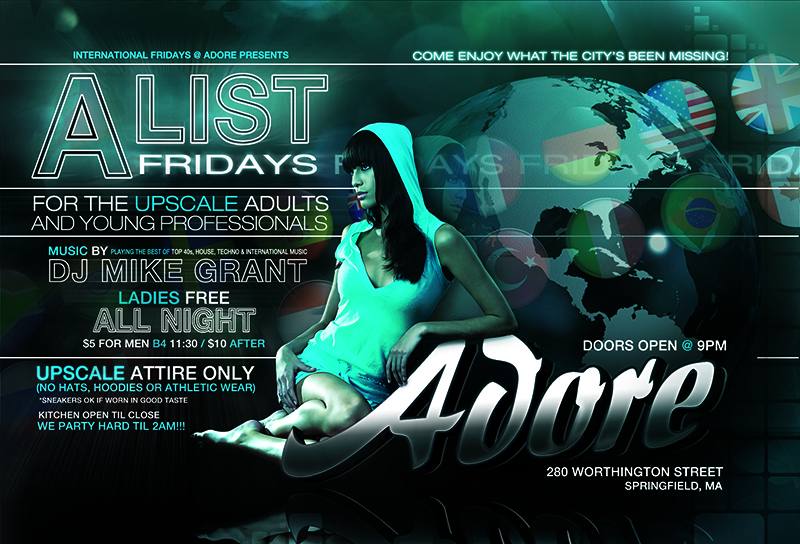 INTERNATIONAL FRIDAYS @ ADORE PRESENTS
COME ENJOY WHAT THE CITY'S BEEN MISSING!
A LIST
FRIDAYS
FRIDAYS FRIDAYS FRIDAY
FOR THE UPSCALE ADULTS
AND YOUNG PROFESSIONALS
MUSIC BY PLAYING THE BEST OF TOP 40s, HOUSE, TECHNO & INTERNATIONAL MUSIC
DJ MIKE GRANT
LADIES FREE
ALL NIGHT
$5 FOR MEN B4 11:30 / $10 AFTER
UPSCALE ATTIRE ONLY
(NO HATS, HOODIES OR ATHLETIC WEAR)
*SNEAKERS OK IF WORN IN GOOD TASTE
KITCHEN OPEN TIL CLOSE
WE PARTY HARD TIL 2AM!!!
DOORS OPEN @ 9PM
Adore
280 WORTHINGTON STREET
SPRINGFIELD, MA